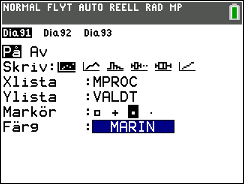 NORMAL FLYT AUTO REELL RAD MP
Dia91 Dia92 Dia93
På Av
Skriv:
Xlista :MPROC
Ylista :VALDT
Markör :▫ + ▪ ·
Färg : MARIN